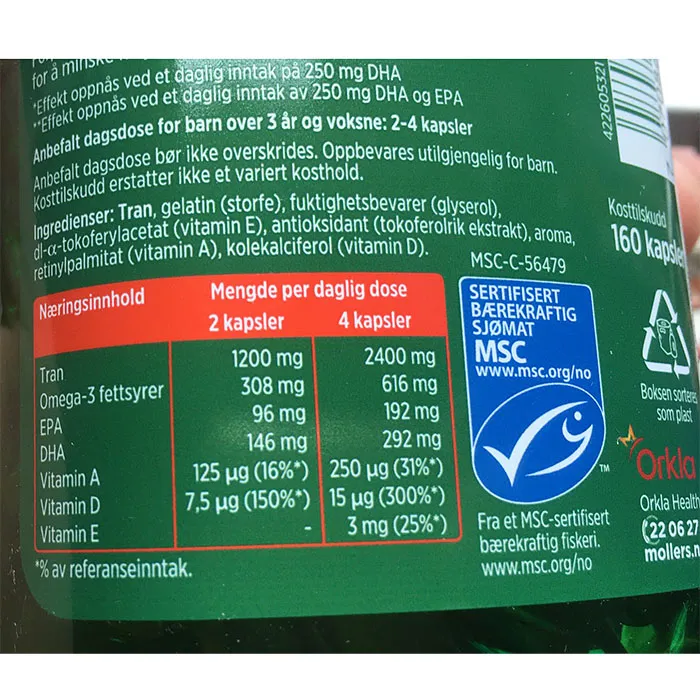 for å minske
*Effekt oppnås ved et daglig inntak på 250 mg DHA
**Effekt oppnås ved et daglig inntak av 250 mg DHA og EPA
Anbefalt dagsdose for barn over 3 år og voksne: 2-4 kapsler
Anbefalt dagsdose bør ikke overskrides. Oppbevares utilgjengelig for barn.
Kosttilskudd erstatter ikke et variert kosthold.
Ingredienser: Tran, gelatin (storfe), fuktighetsbevarer (glyserol),
dl-α-tokoferylacetat (vitamin E), antioksidant (tokoferolrik ekstrakt), aroma,
retinylpalmitat (vitamin A), kolekalciferol (vitamin D).
Næringsinnhold Mengde per daglig dose
2 kapsler 4 kapsler
Tran 1200 mg 2400 mg
Omega-3 fettsyrer 308 mg 616 mg
EPA 96 mg 192 mg
DHA 146 mg 292 mg
Vitamin A 125 µg (16%*) 250 µg (31%*)
Vitamin D 7,5 µg (150%*) 15 µg (300%*)
Vitamin E - 3 mg (25%*)
*% av referanseinntak.
MSC-C-56479
SERTIFISERT
BÆREKRAFTIG
SJØMAT
MSC
www.msc.org/no
TM
Fra et MSC-sertifisert
bærekraftig fiskeri.
www.msc.org/no
422605321
Kosttilskudd
160 kapsler
Boksen sorteres
som plast
Orkla
Orkla Health
22 06 27
mollers.n